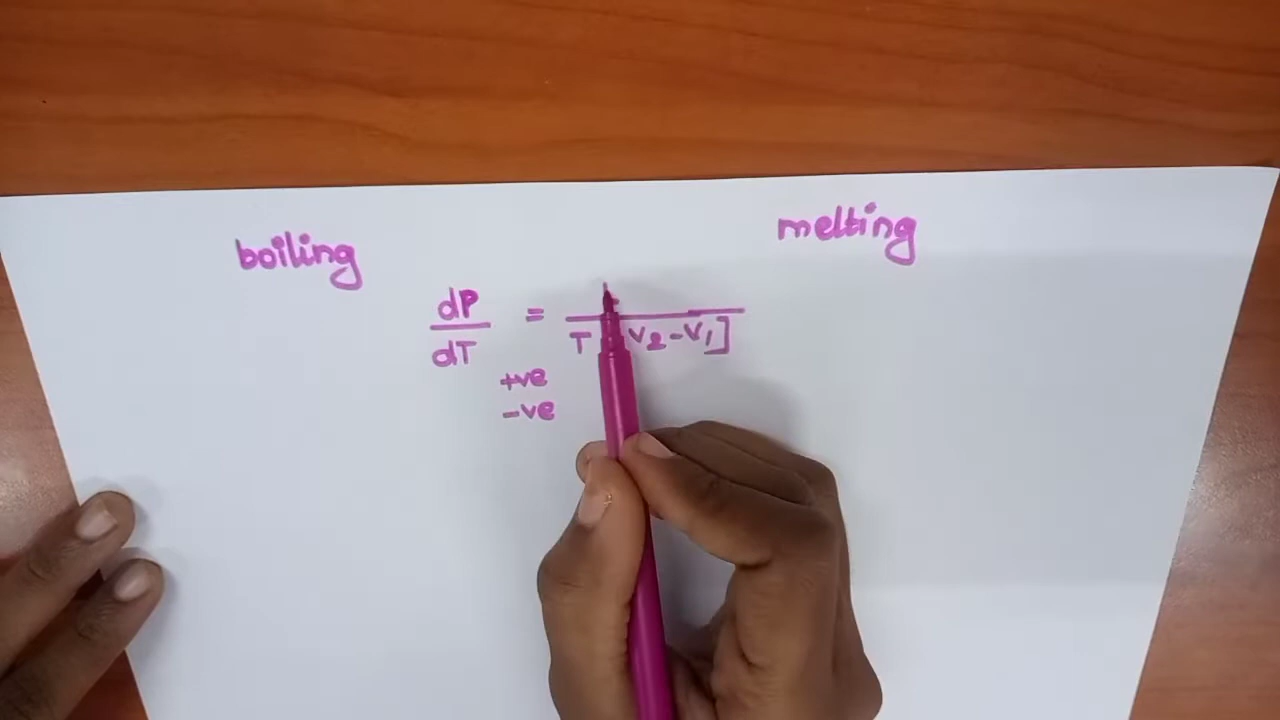 boiling
melting
dP
dT
=
T V2-V1]
+ve
-ve